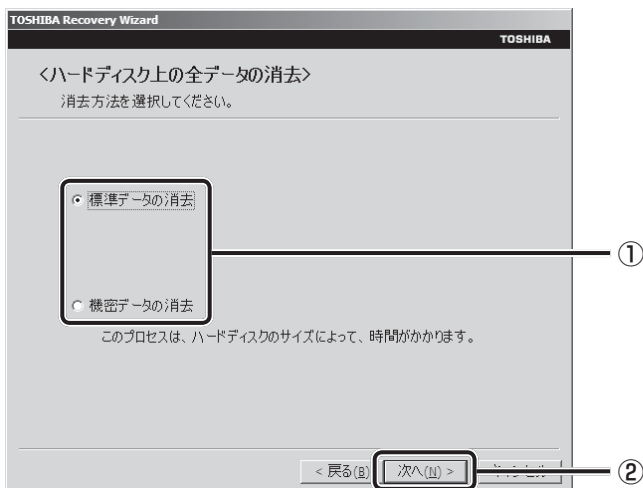 TOSHIBA Recovery Wizard
TOSHIBA
<ハードディスク上の全データの消去>
消去方法を選択してください。
標準データの消去
①
機密データの消去
このプロセスは、ハードディスクのサイズによって、時間がかかります。
< 戻る(B) 次へ(N) >
②